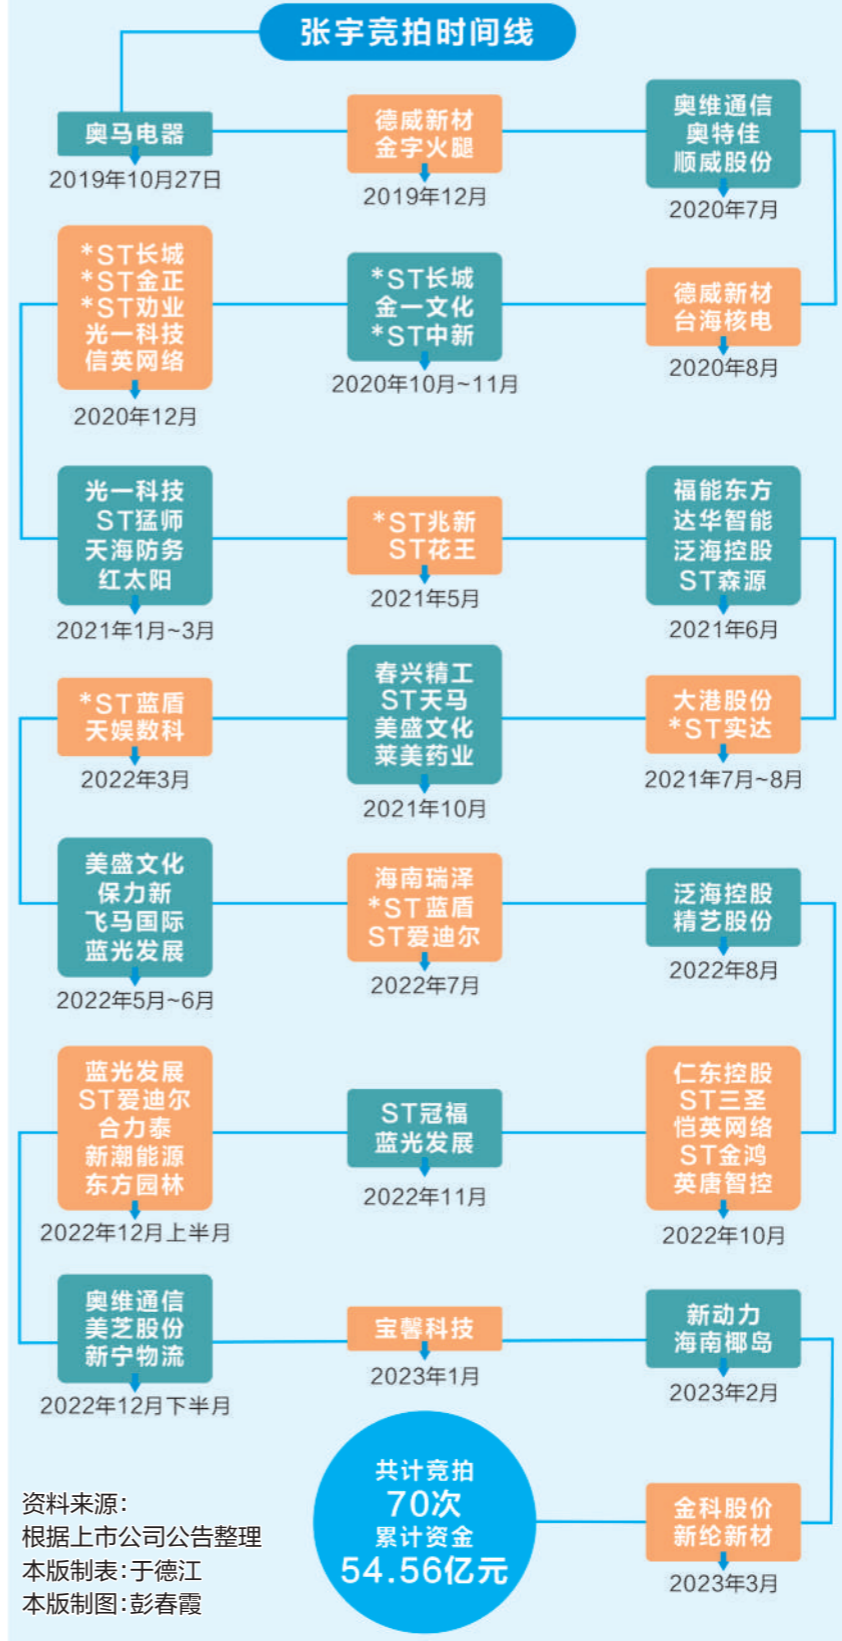 张宇竞拍时间线
奥马电器
2019年10月27日
德威新材
金字火腿
2019年12月
奥维通信
奥特佳
顺威股份
2020年7月
德威新材
台海核电
2020年8月
*ST长城
金一文化
*ST中新
2020年10月~11月
*ST长城
*ST金正
*ST劝业
光一科技
信英网络
2020年12月
光一科技
ST猛师
天海防务
红太阳
2021年1月~3月
*ST兆新
ST花王
2021年5月
福能东方
达华智能
泛海控股
ST森源
2021年6月
大港股份
*ST实达
2021年7月~8月
春兴精工
ST天马
美盛文化
莱美药业
2021年10月
*ST蓝盾
天娱数科
2022年3月
美盛文化
保力新
飞马国际
蓝光发展
2022年5月~6月
海南瑞泽
*ST蓝盾
ST爱迪尔
2022年7月
泛海控股
精艺股份
2022年8月
仁东控股
ST三圣
恺英网络
ST金鸿
英唐智控
2022年10月
ST冠福
蓝光发展
2022年11月
蓝光发展
ST爱迪尔
合力泰
新潮能源
东方园林
2022年12月上半月
奥维通信
美芝股份
新宁物流
2022年12月下半月
宝馨科技
2023年1月
新动力
海南椰岛
2023年2月
金科股价
新纶新材
2023年3月
共计竞拍
70次
累计资金
54.56亿元
资料来源：
根据上市公司公告整理
本版制表：于德江
本版制图：彭春霞